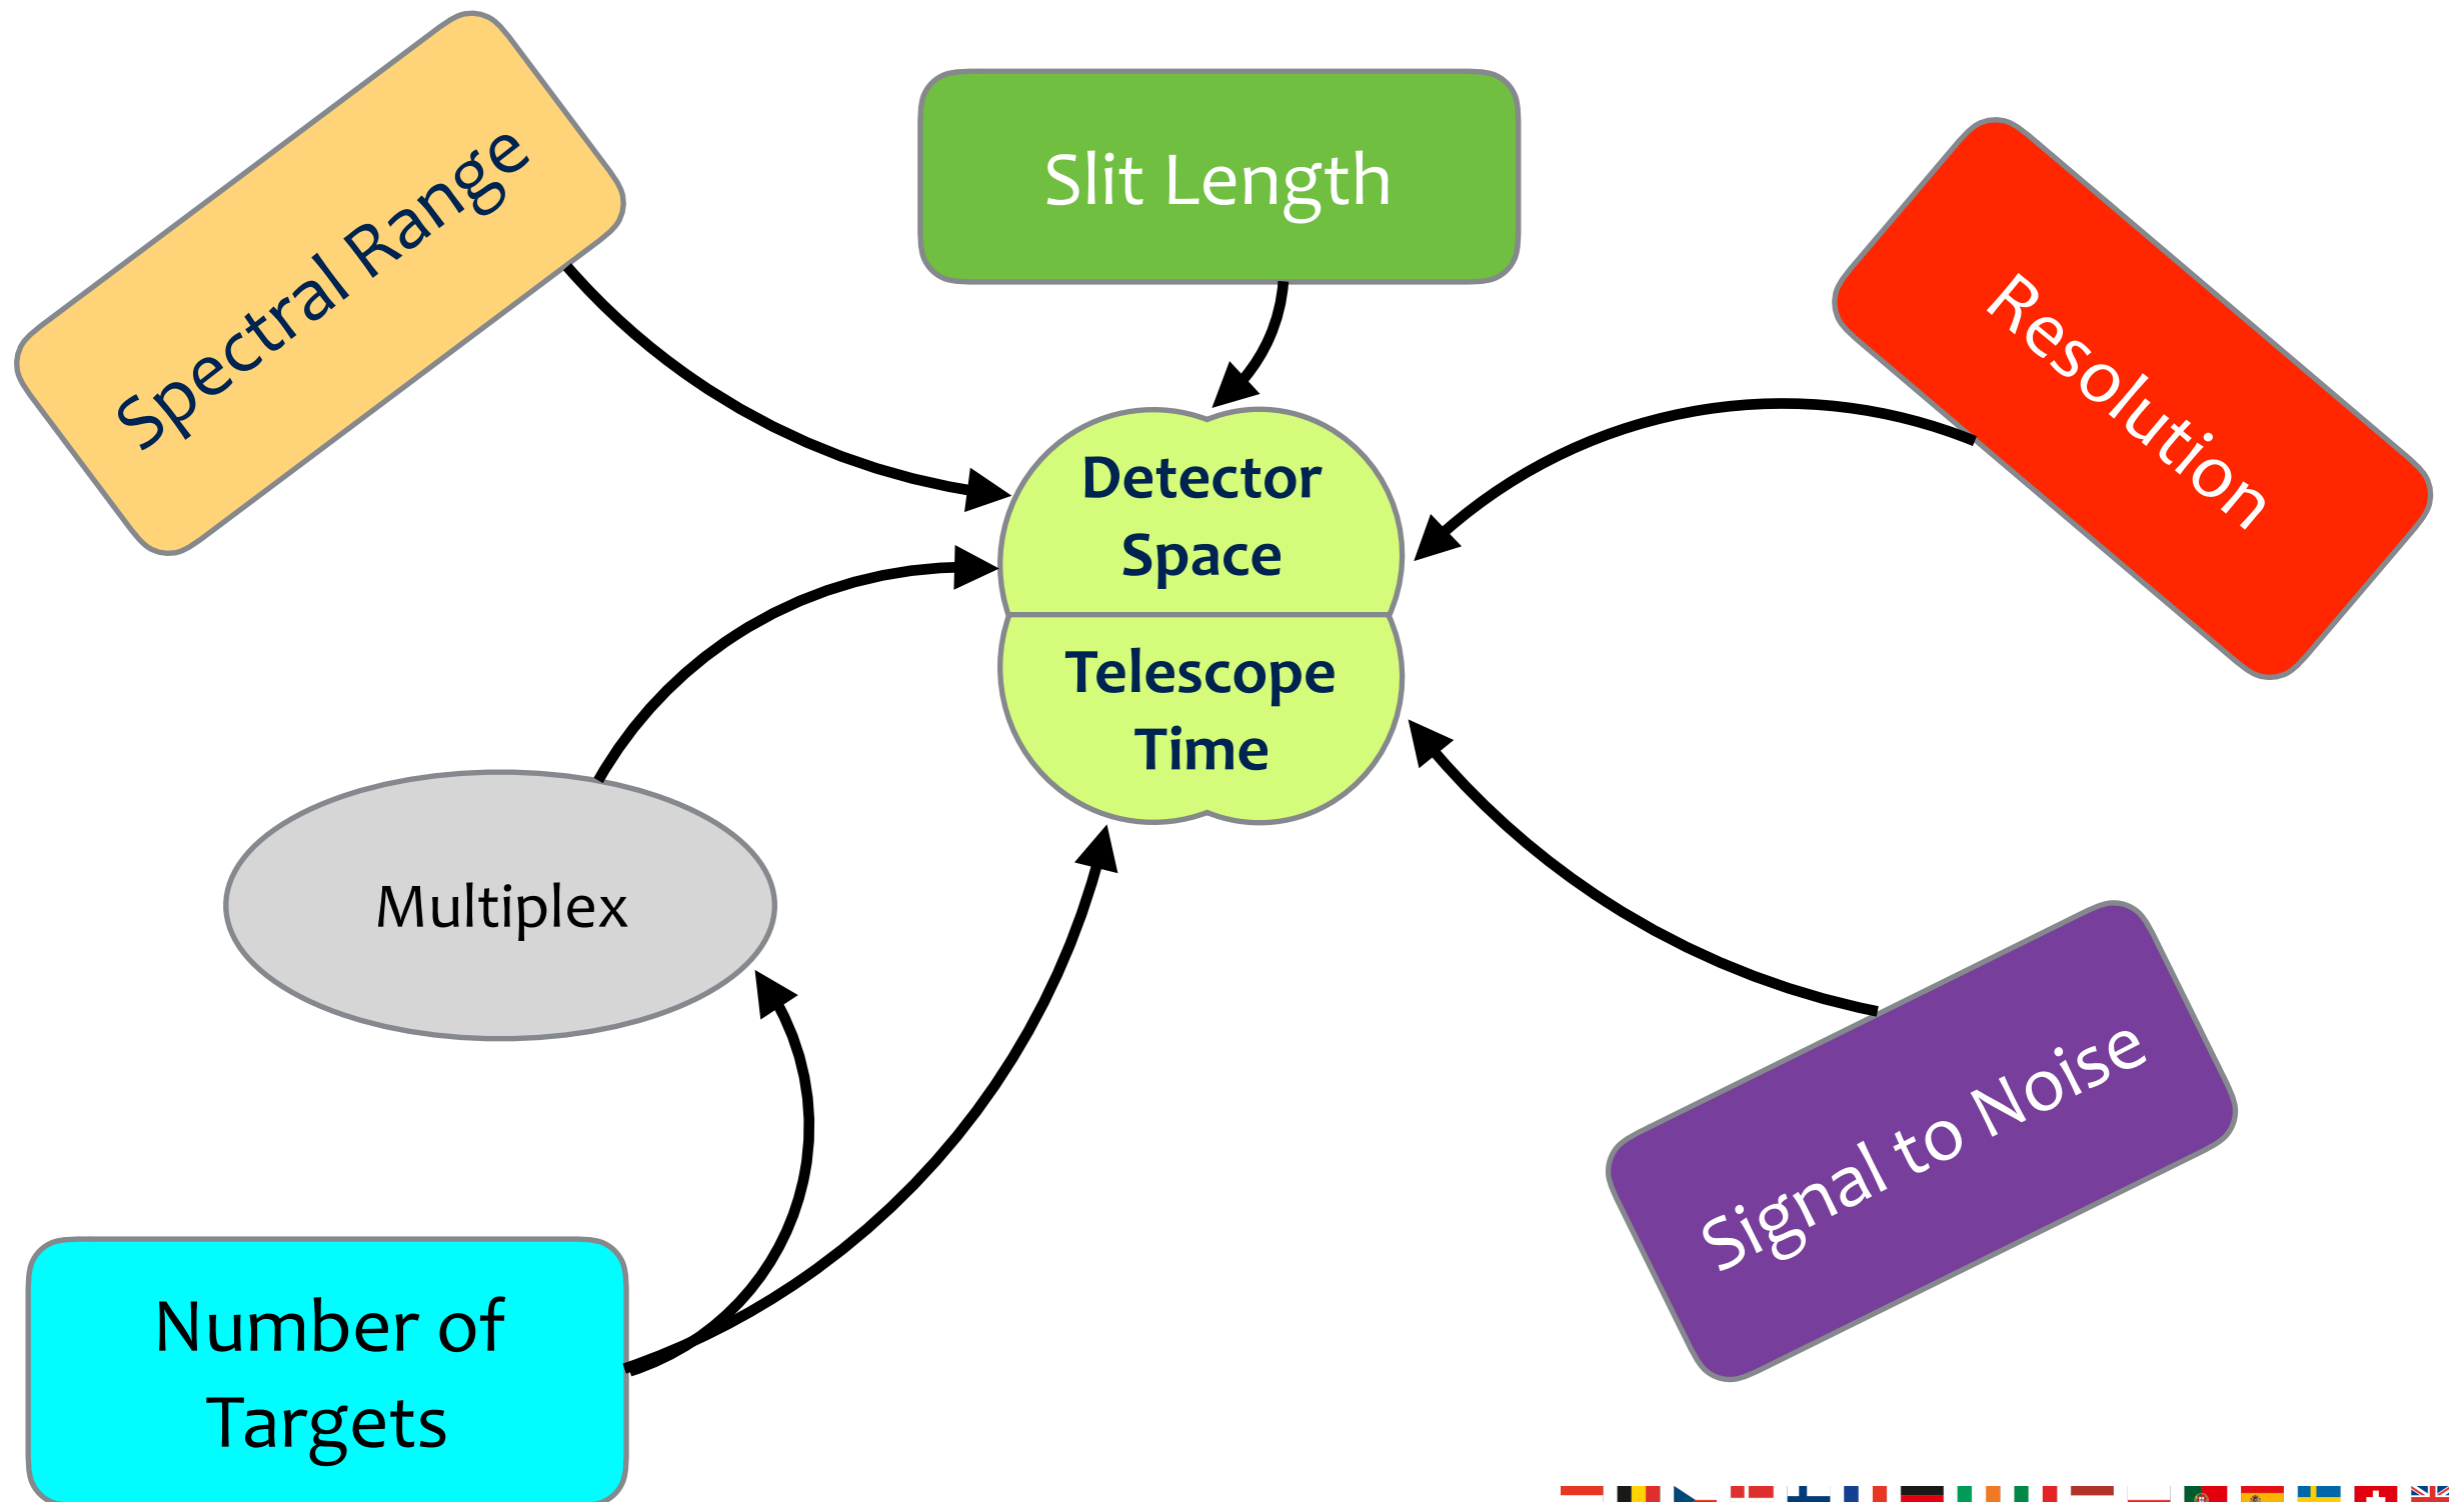 Spectral Range
Slit Length
Resolution
Detector
Space
Telescope
Time
Multiplex
Signal to Noise
Number of
Targets